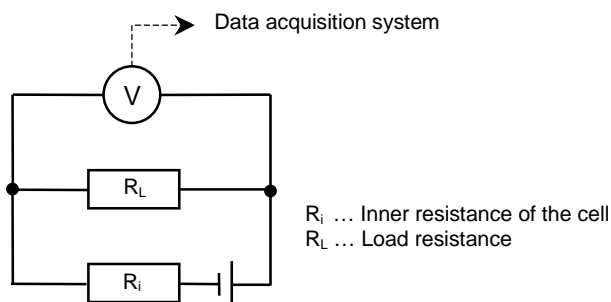 Data acquisition system
V
R_L
R_i … Inner resistance of the cell
R_L … Load resistance
R_i